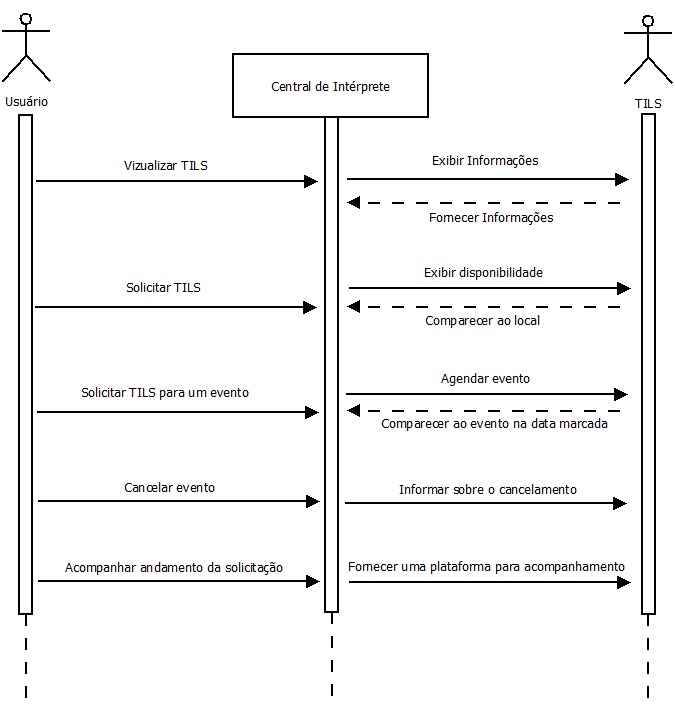 Usuário
Central de Intérprete
TILS
Vizualizar TILS
Exibir Informações
Fornecer Informações
Solicitar TILS
Exibir disponibilidade
Comparecer ao local
Solicitar TILS para um evento
Agendar evento
Comparecer ao evento na data marcada
Cancelar evento
Informar sobre o cancelamento
Acompanhar andamento da solicitação
Fornecer uma plataforma para acompanhamento